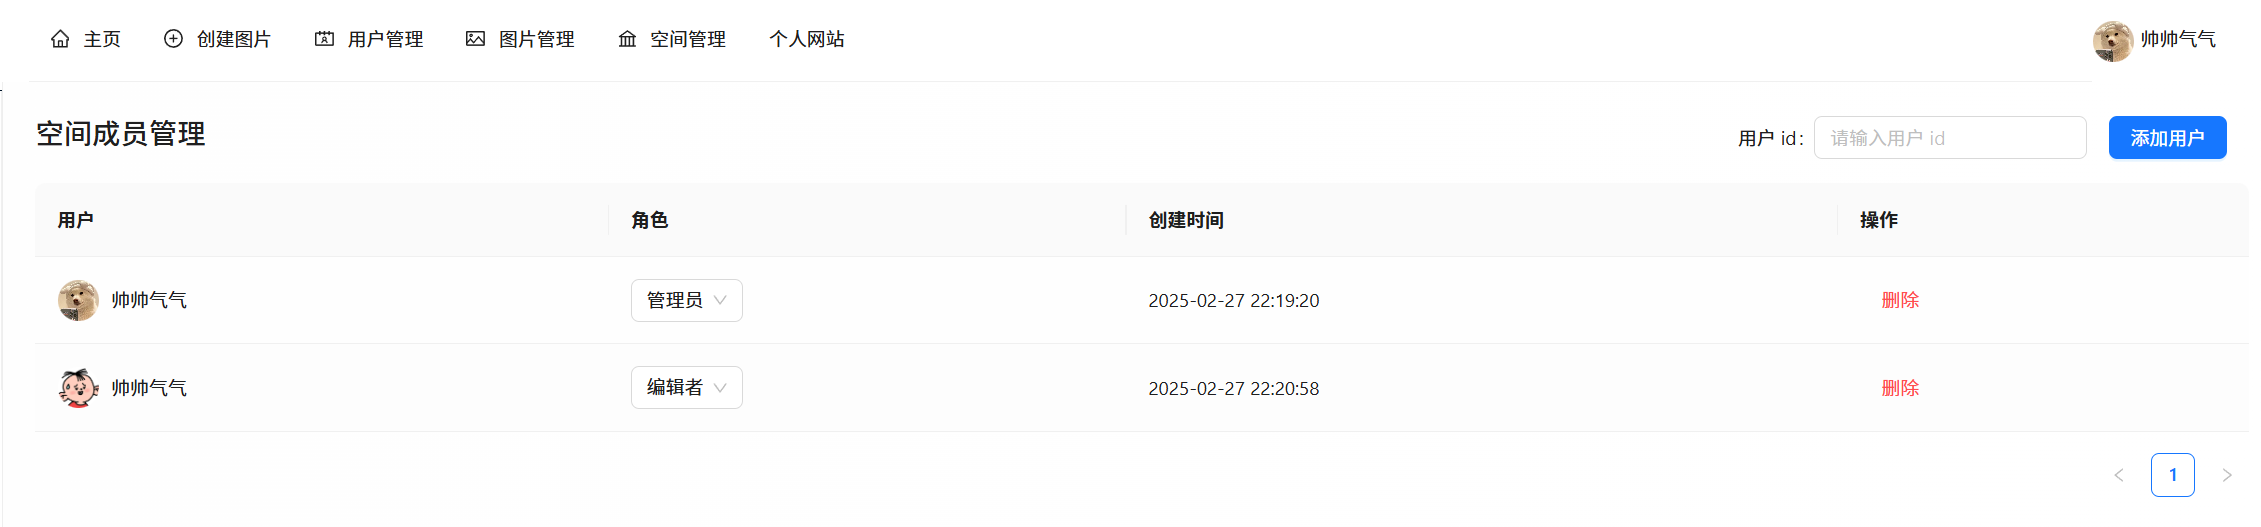 主页 创建图片 用户管理 图片管理 空间管理 个人网站 帅帅气气
空间成员管理 用户 id: 请输入用户 id 添加用户
用户 角色 创建时间 操作
帅帅气气 管理员 2025-02-27 22:19:20 删除
帅帅气气 编辑者 2025-02-27 22:20:58 删除
1